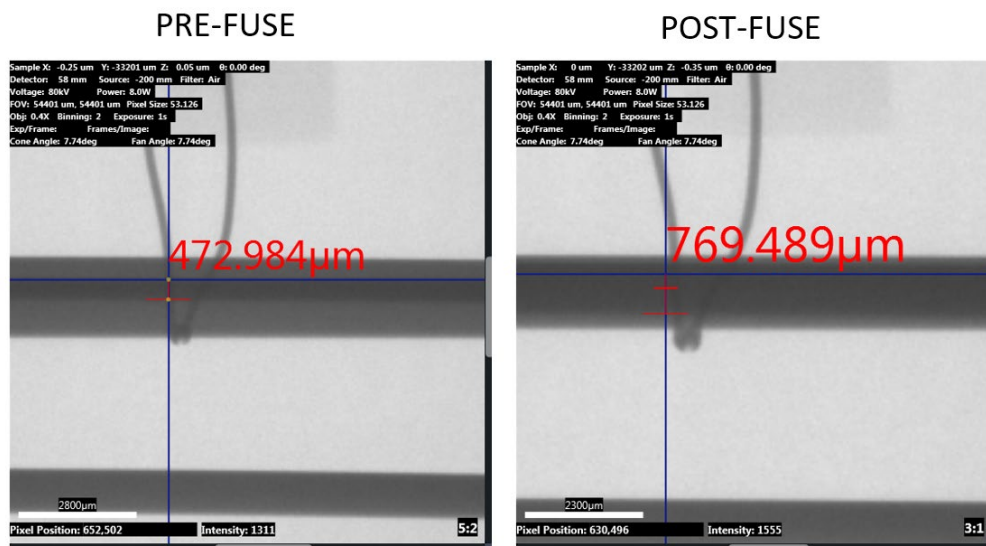 PRE-FUSE
Sample X: -0.25 um Y: -33201 um Z: 0.05 um θ: 0.00 deg
Detector: 58 mm Source: -200 mm Filter: Air
Voltage: 80kV Power: 8.0W
FOV: 54401 um, 54401 um Pixel Size: 53.126
Obj: 0.4X Binning: 2 Exposure: 1s
Exp/Frame: Frames/Image:
Cone Angle: 7.74deg Fan Angle: 7.74deg
472.984µm
2800µm
Pixel Position: 652,502 Intensity: 1311 5:2
POST-FUSE
Sample X: 0 um Y: -33202 um Z: -0.35 um θ: 0.00 deg
Detector: 58 mm Source: -200 mm Filter: Air
Voltage: 80kV Power: 8.0W
FOV: 54401 um, 54401 um Pixel Size: 53.126
Obj: 0.4X Binning: 2 Exposure: 1s
Exp/Frame: Frames/Image:
Cone Angle: 7.74deg Fan Angle: 7.74deg
769.489µm
2300µm
Pixel Position: 630,496 Intensity: 1555 3:1